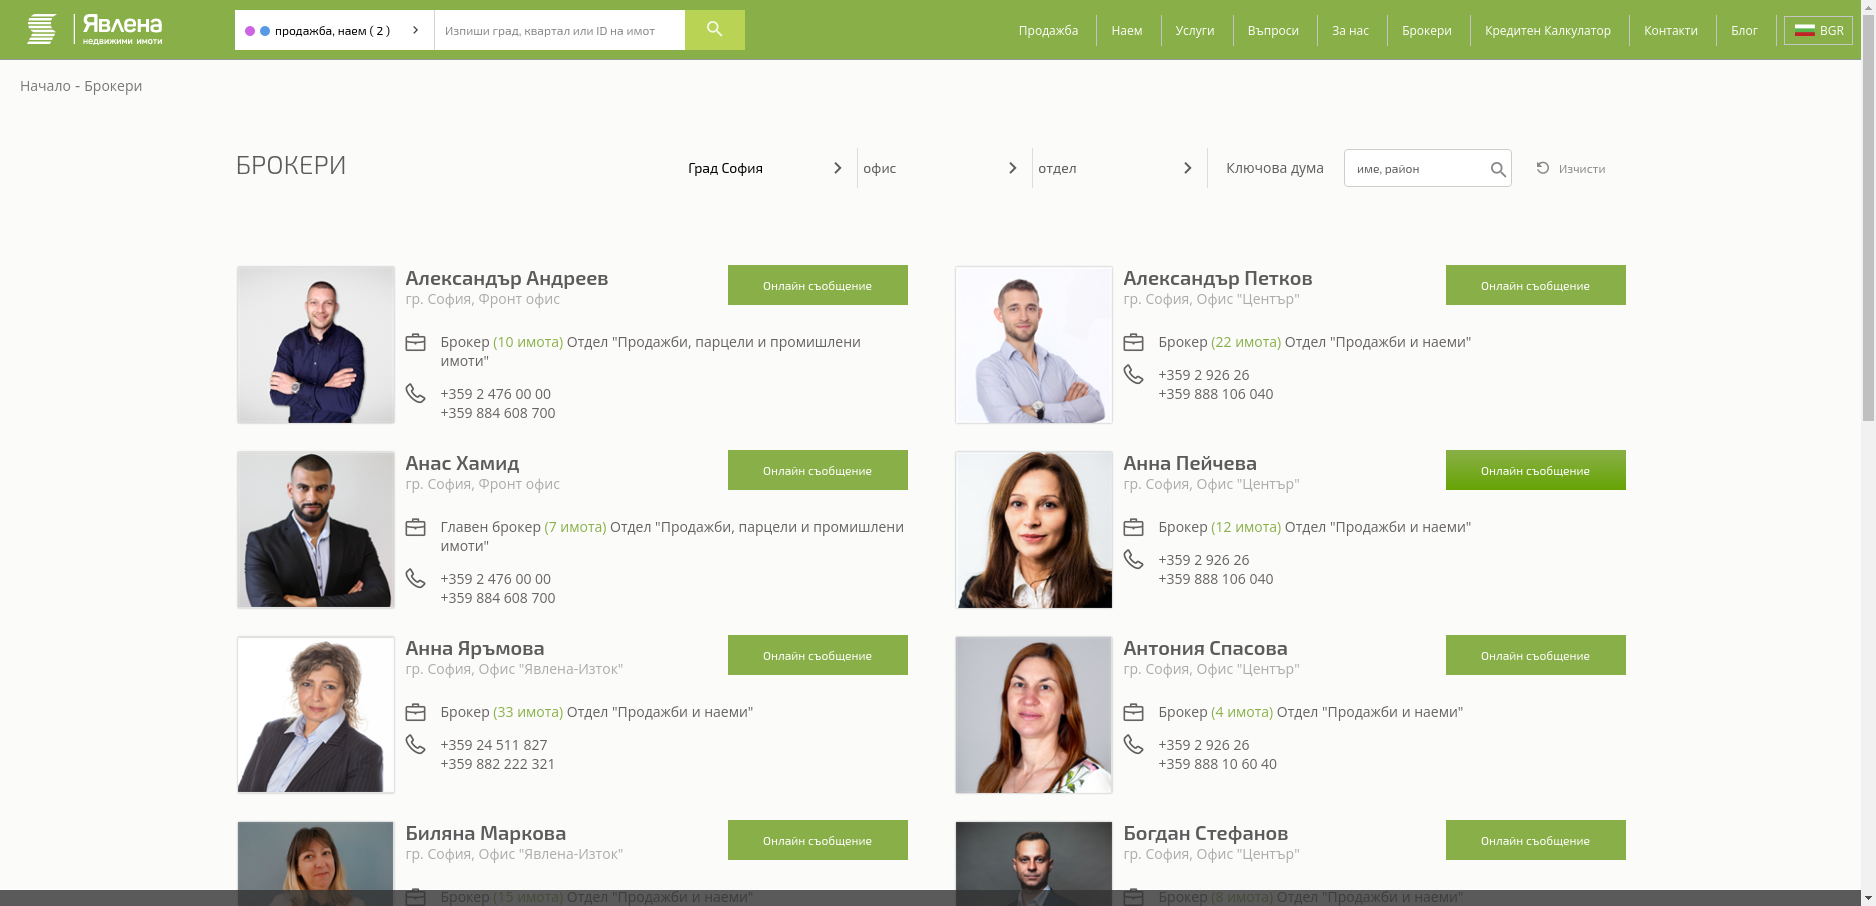 Явлена
недвижими имоти
продажба, наем ( 2 )
Изпиши град, квартал или ID на имот
Продажба
Наем
Услуги
Въпроси
За нас
Брокери
Кредитен Калкулатор
Контакти
Блог
BGR
Начало - Брокери
БРОКЕРИ
Град София
офис
отдел
Ключова дума
име, район
Изчисти
Александър Андреев
гр. София, Фронт офис
Онлайн съобщение
Брокер (10 имота) Отдел "Продажби, парцели и промишлени
имоти"
+359 2 476 00 00
+359 884 608 700
Александър Петков
гр. София, Офис "Център"
Онлайн съобщение
Брокер (22 имота) Отдел "Продажби и наеми"
+359 2 926 26
+359 888 106 040
Анас Хамид
гр. София, Фронт офис
Онлайн съобщение
Главен брокер (7 имота) Отдел "Продажби, парцели и промишлени
имоти"
+359 2 476 00 00
+359 884 608 700
Анна Пейчева
гр. София, Офис "Център"
Онлайн съобщение
Брокер (12 имота) Отдел "Продажби и наеми"
+359 2 926 26
+359 888 106 040
Анна Яръмова
гр. София, Офис "Явлена-Изток"
Онлайн съобщение
Брокер (33 имота) Отдел "Продажби и наеми"
+359 24 511 827
+359 882 222 321
Антония Спасова
гр. София, Офис "Център"
Онлайн съобщение
Брокер (4 имота) Отдел "Продажби и наеми"
+359 2 926 26
+359 888 10 60 40
Биляна Маркова
гр. София, Офис "Явлена-Изток"
Онлайн съобщение
Брокер (15 имота) Отдел "Продажби и наеми"
Богдан Стефанов
гр. София, Офис "Център"
Онлайн съобщение
Брокер (8 имота) Отдел "Продажби и наеми"